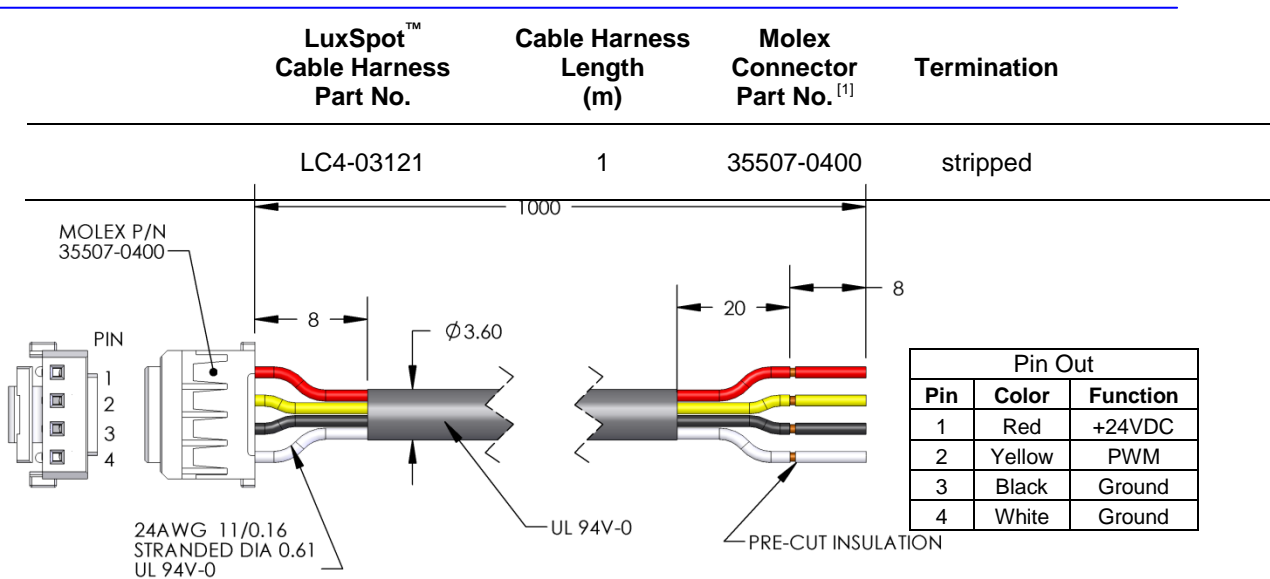 LuxSpot™ Cable Harness Part No.
Cable Harness Length (m)
Molex Connector Part No. [1]
Termination
LC4-03121 1 35507-0400 stripped
1000
MOLEX P/N
35507-0400
8
20
8
Ø3.60
PIN
1
2
3
4
Pin Out
Pin Color Function
1 Red +24VDC
2 Yellow PWM
3 Black Ground
4 White Ground
24AWG 11/0.16
STRANDED DIA 0.61
UL 94V-0
UL 94V-0
PRE-CUT INSULATION